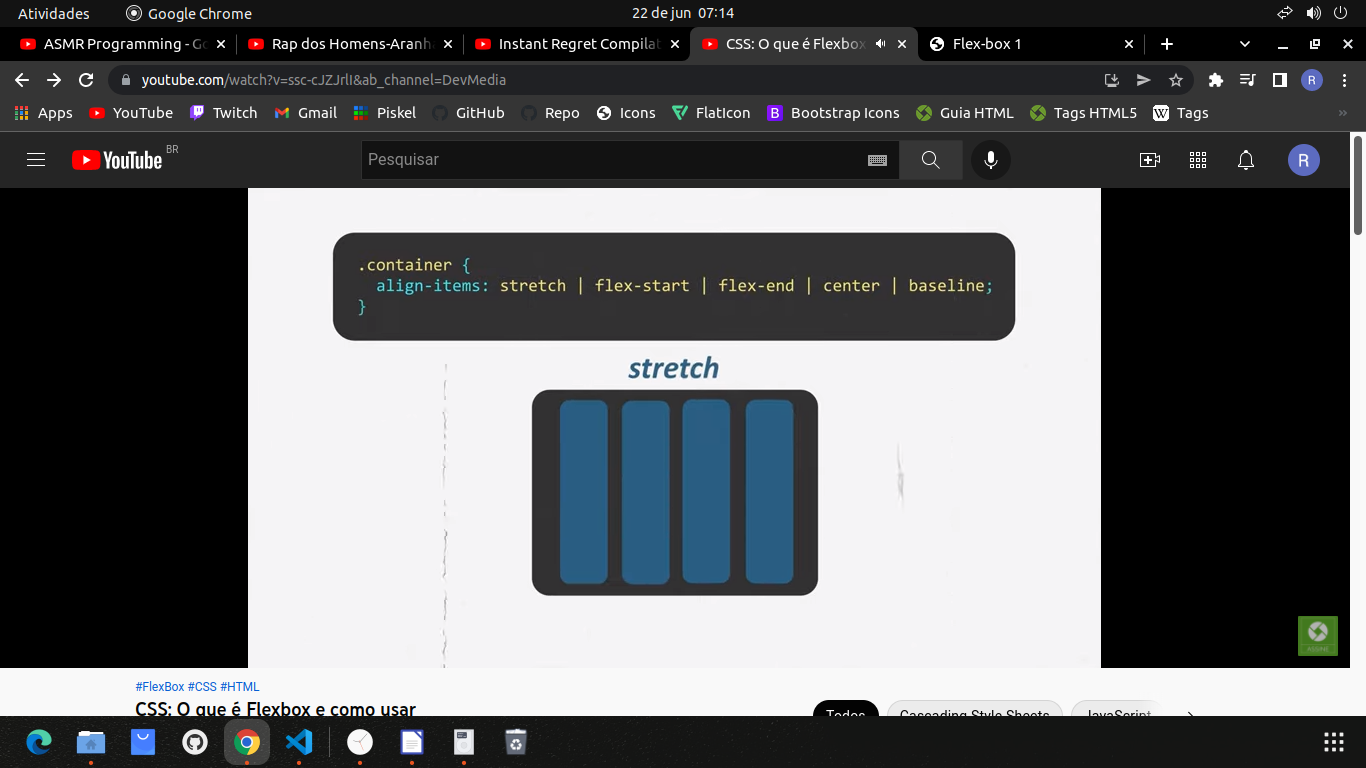 Atividades Google Chrome 22 de jun 07:14
ASMR Programming - Go Rap dos Homens-Aranha Instant Regret Compilat CSS: O que é Flexbox Flex-box 1
youtube.com/watch?v=ssc-cJZJrlI&ab_channel=DevMedia R
Apps YouTube Twitch Gmail Piskel GitHub Repo Icons FlatIcon B Bootstrap Icons Guia HTML Tags HTML5 W Tags »
YouTube BR Pesquisar R
.container {
align-items: stretch | flex-start | flex-end | center | baseline;
}
stretch
#FlexBox #CSS #HTML
CSS: O que é Flexbox e como usar
Todos Cascading Style Sheets JavaScript